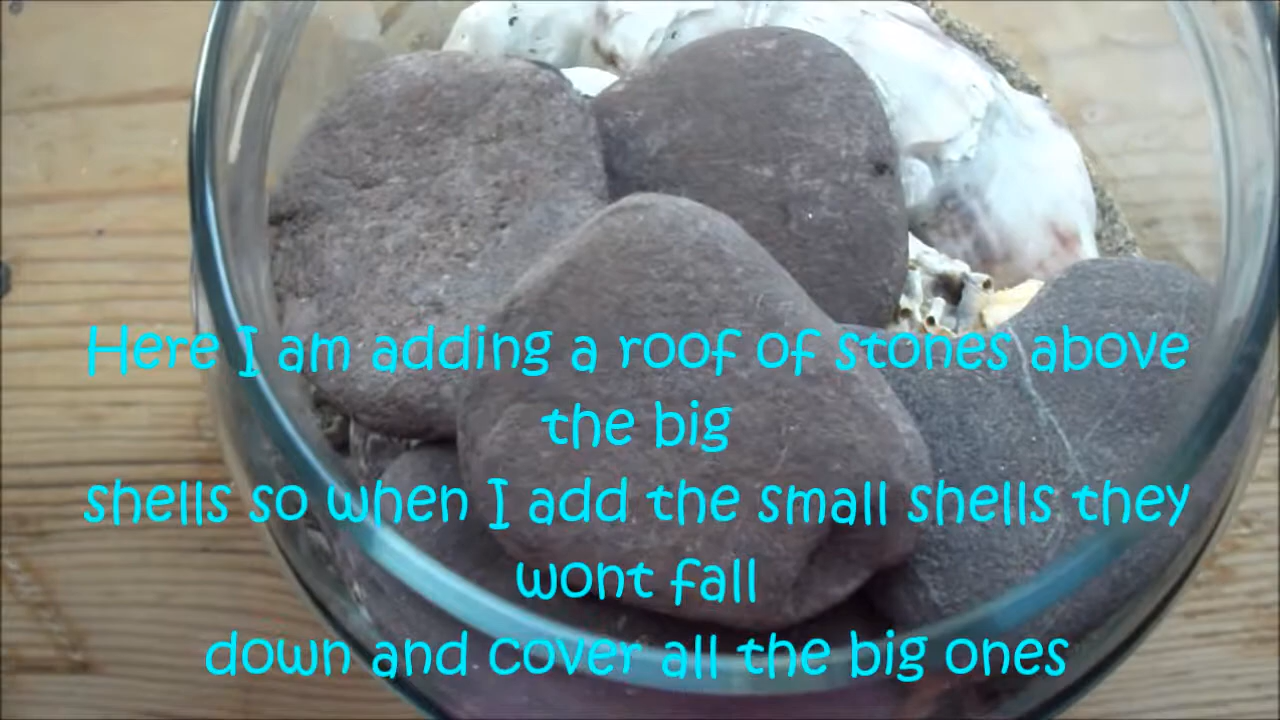 Here I am adding a roof of stones above
the big
shells so when I add the small shells they
wont fall
down and cover all the big ones